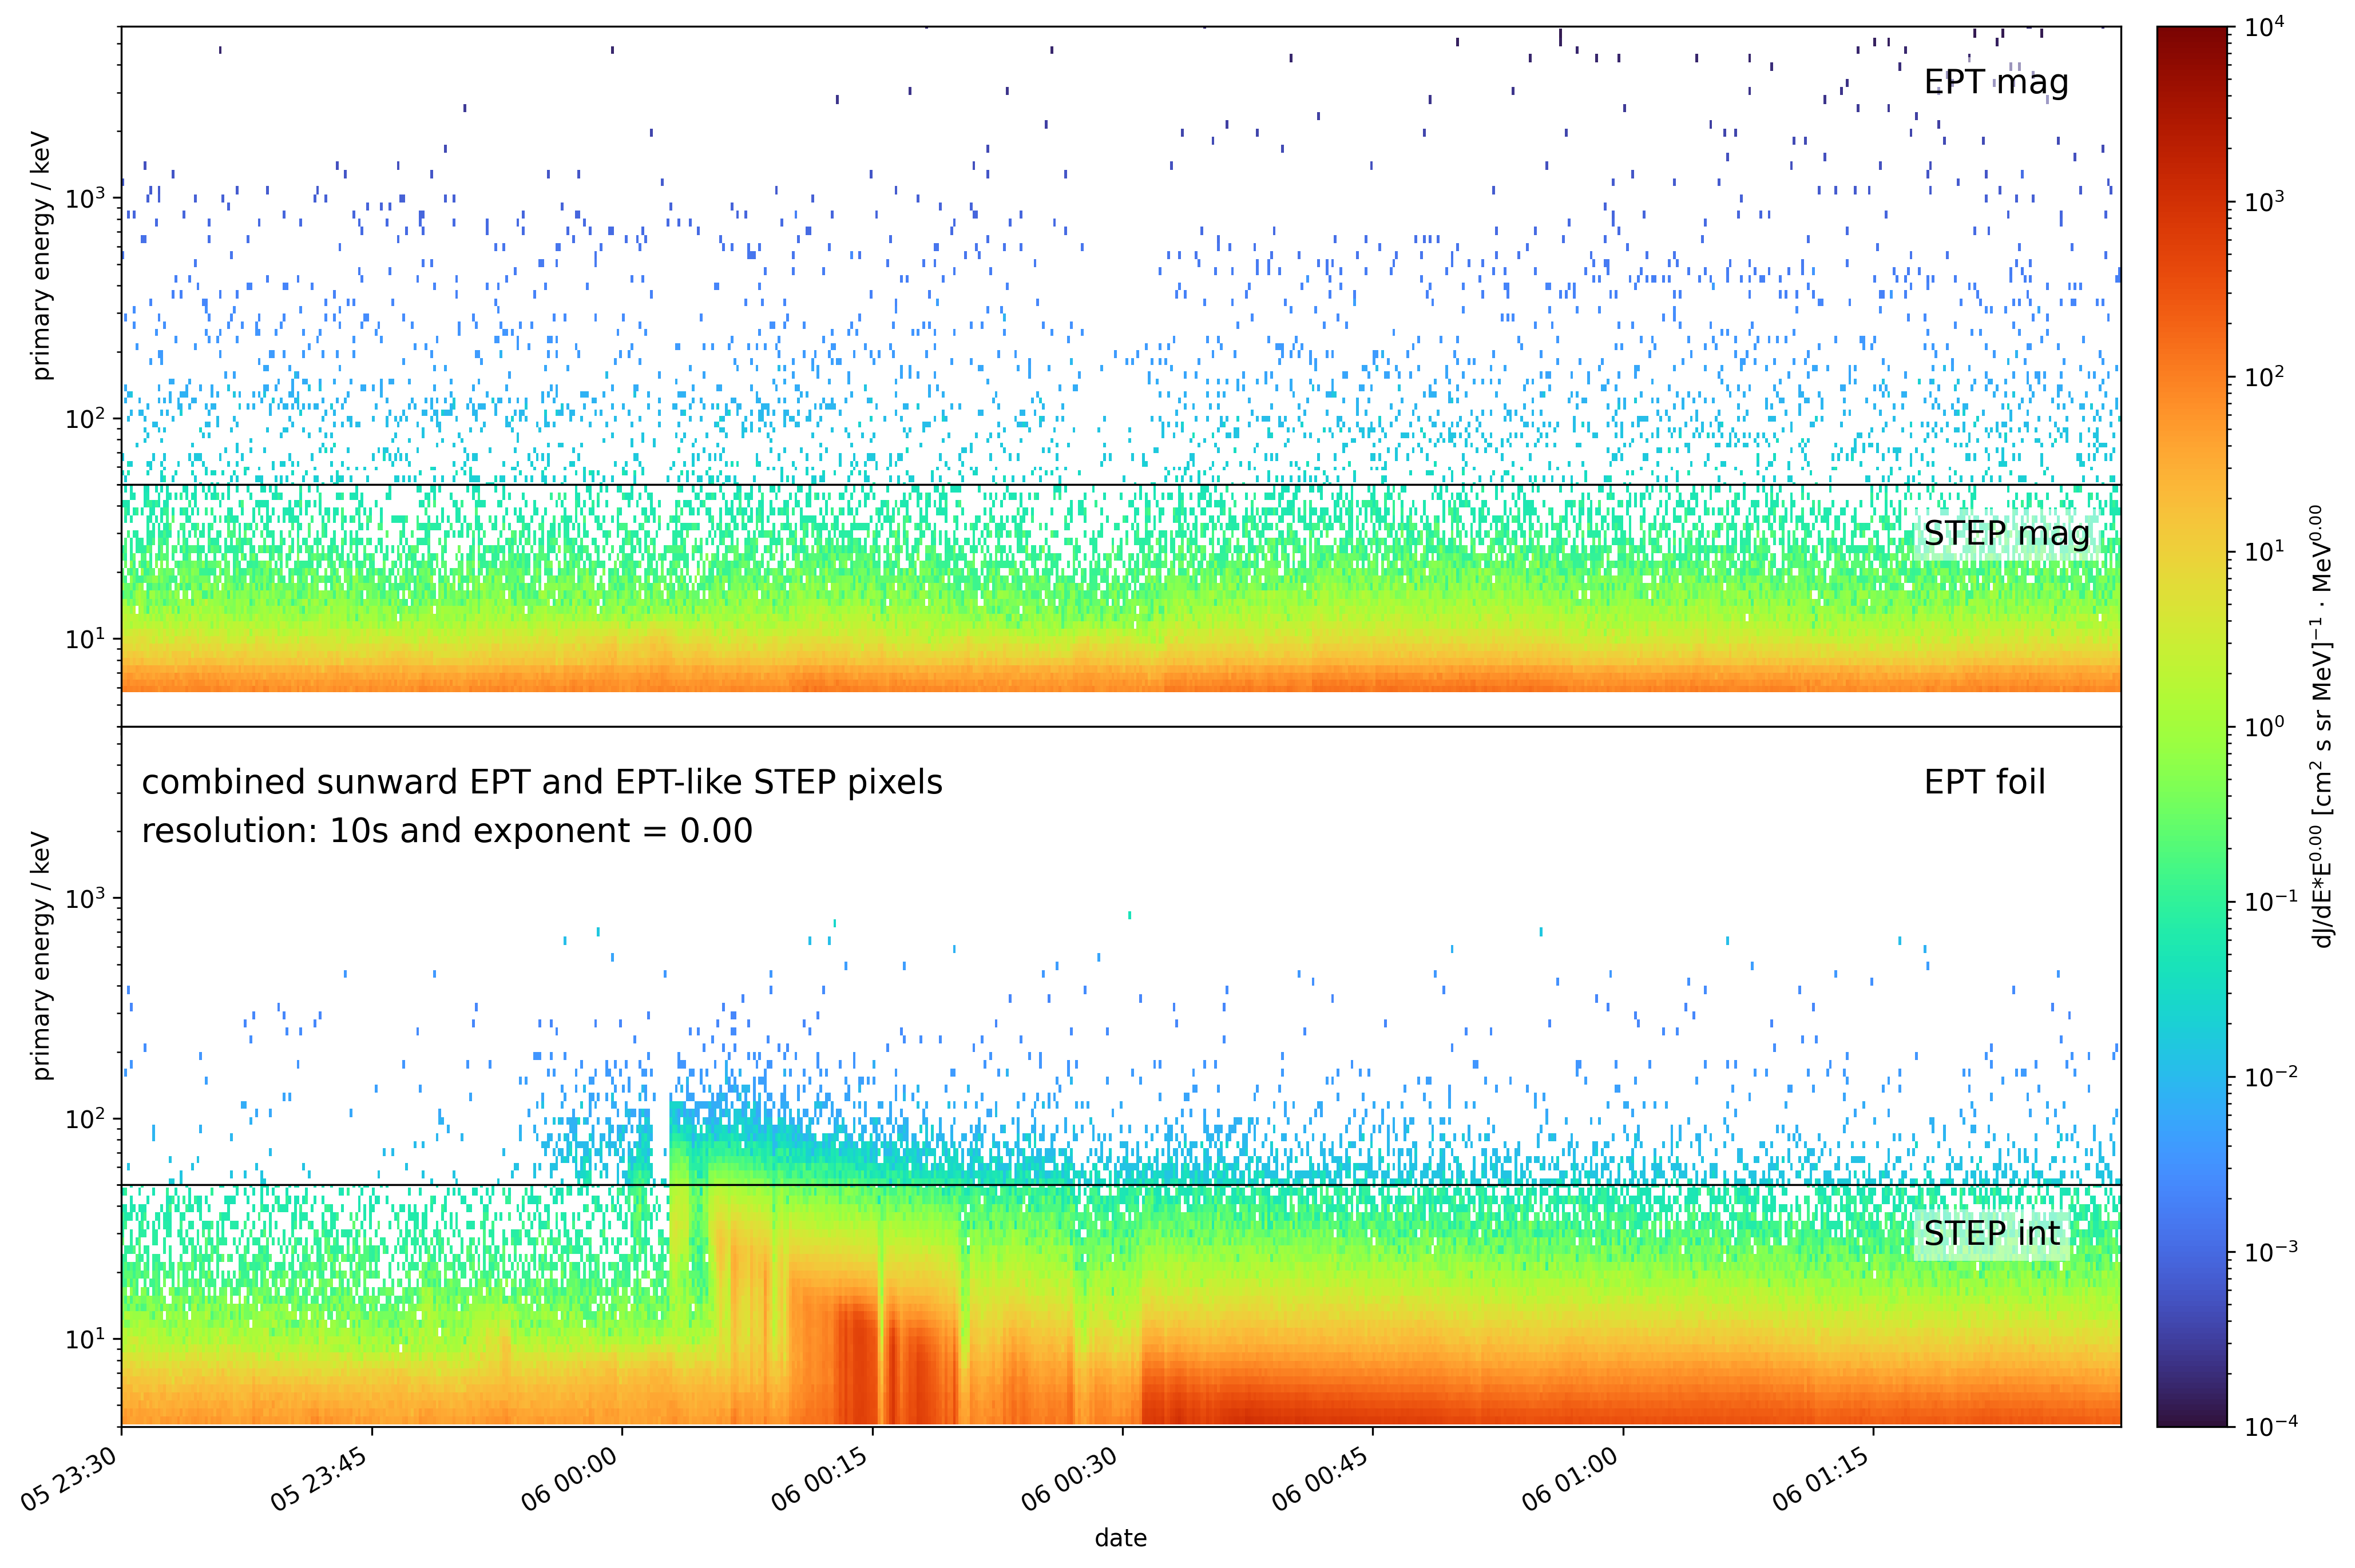 EPT mag
10³
10²
primary energy / keV
STEP mag
10¹
combined sunward EPT and EPT-like STEP pixels
resolution: 10s and exponent = 0.00
EPT foil
10³
10²
primary energy / keV
STEP int
10¹
05 23:30
05 23:45
06 00:00
06 00:15
06 00:30
06 00:45
06 01:00
06 01:15
date
10⁴
10³
10²
10¹
10⁰
10⁻¹
10⁻²
10⁻³
10⁻⁴
dJ/dE*E⁰·⁰⁰ [cm² s sr MeV]⁻¹ · MeV⁰·⁰⁰